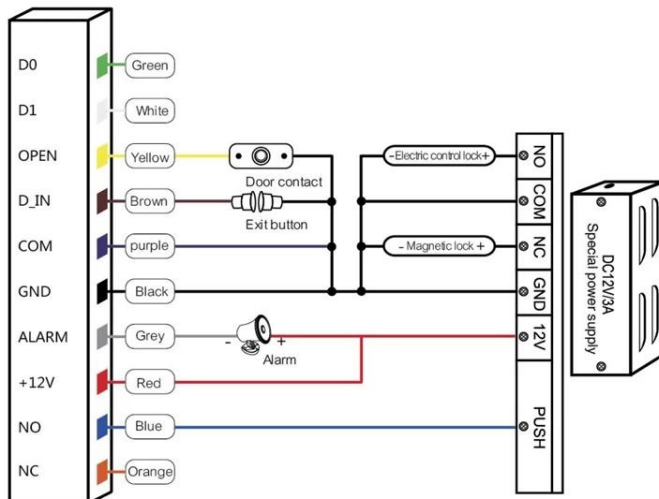 D0 Green
D1 White
OPEN Yellow
Door contact
-Electric control lock+
NO
D_IN Brown
Exit button
COM
COM purple
- Magnetic lock +
NC
GND Black
GND
ALARM Grey
- +
Alarm
12V
+12V Red
NO Blue
PUSH
NC Orange
DC12V/3A
Special power supply